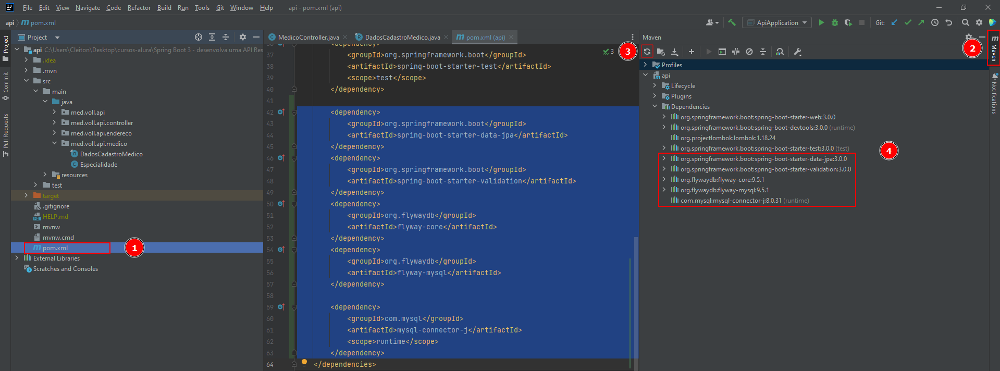 File Edit View Navigate Code Refactor Build Run Tools Git Window Help api - pom.xml (api)
api pom.xml
ApiApplication
Git:
Project
MedicoController.java
DadosCadastroMedico.java
pom.xml (api)
Maven
Project
Commit
Pull Requests
api C:\Users\Cleiton\Desktop\cursos-alura\Spring Boot 3 - desenvolva uma API Res
.idea
.mvn
src
main
java
med.voll.api
med.voll.api.controller
med.voll.api.endereco
med.voll.api.medico
DadosCadastroMedico
Especialidade
resources
test
target
.gitignore
HELP.md
mvnw
mvnw.cmd
pom.xml
1
External Libraries
Scratches and Consoles
36 <dependency>
37 <groupId>org.springframework.boot</groupId>
38 <artifactId>spring-boot-starter-test</artifactId>
39 <scope>test</scope>
40 </dependency>
41
42 <dependency>
43 <groupId>org.springframework.boot</groupId>
44 <artifactId>spring-boot-starter-data-jpa</artifactId>
45 </dependency>
46 <dependency>
47 <groupId>org.springframework.boot</groupId>
48 <artifactId>spring-boot-starter-validation</artifactId>
49 </dependency>
50 <dependency>
51 <groupId>org.flywaydb</groupId>
52 <artifactId>flyway-core</artifactId>
53 </dependency>
54 <dependency>
55 <groupId>org.flywaydb</groupId>
56 <artifactId>flyway-mysql</artifactId>
57 </dependency>
58
59 <dependency>
60 <groupId>com.mysql</groupId>
61 <artifactId>mysql-connector-j</artifactId>
62 <scope>runtime</scope>
63 </dependency>
64 </dependencies>
3
3
2
Profiles
api
Lifecycle
Plugins
Dependencies
org.springframework.boot:spring-boot-starter-web:3.0.0
org.springframework.boot:spring-boot-devtools:3.0.0 (runtime)
org.projectlombok:lombok:1.18.24
org.springframework.boot:spring-boot-starter-test:3.0.0 (test)
org.springframework.boot:spring-boot-starter-data-jpa:3.0.0
org.springframework.boot:spring-boot-starter-validation:3.0.0
org.flywaydb:flyway-core:9.5.1
org.flywaydb:flyway-mysql:9.5.1
com.mysql:mysql-connector-j:8.0.31 (runtime)
4
Maven
Notifications